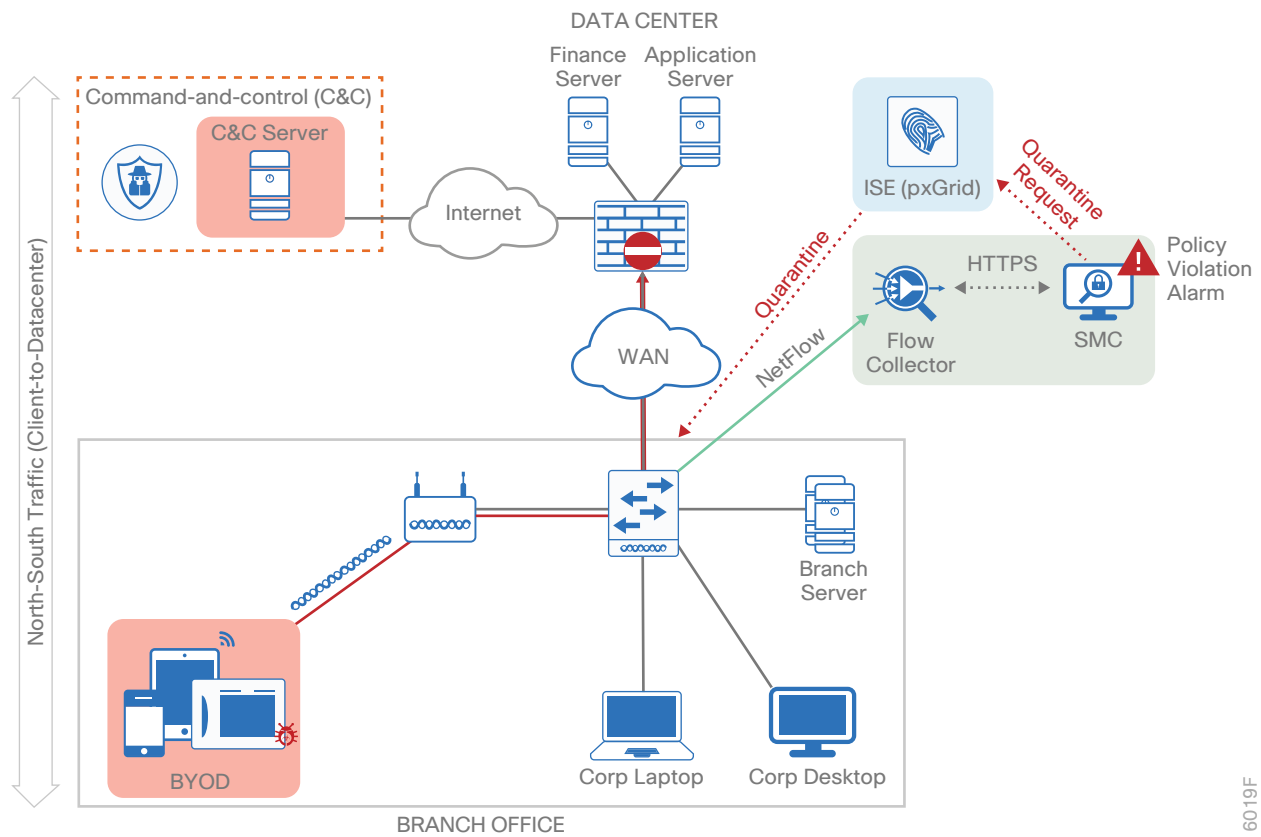 DATA CENTER
Finance
Server
Application
Server
Command-and-control (C&C)
C&C Server
Internet
ISE (pxGrid)
Quarantine
Request
Policy
Violation
Alarm
HTTPS
Flow
Collector
SMC
Quarantine
NetFlow
WAN
North-South Traffic (Client-to-Datacenter)
Branch
Server
BYOD
Corp Laptop
Corp Desktop
BRANCH OFFICE
6019F